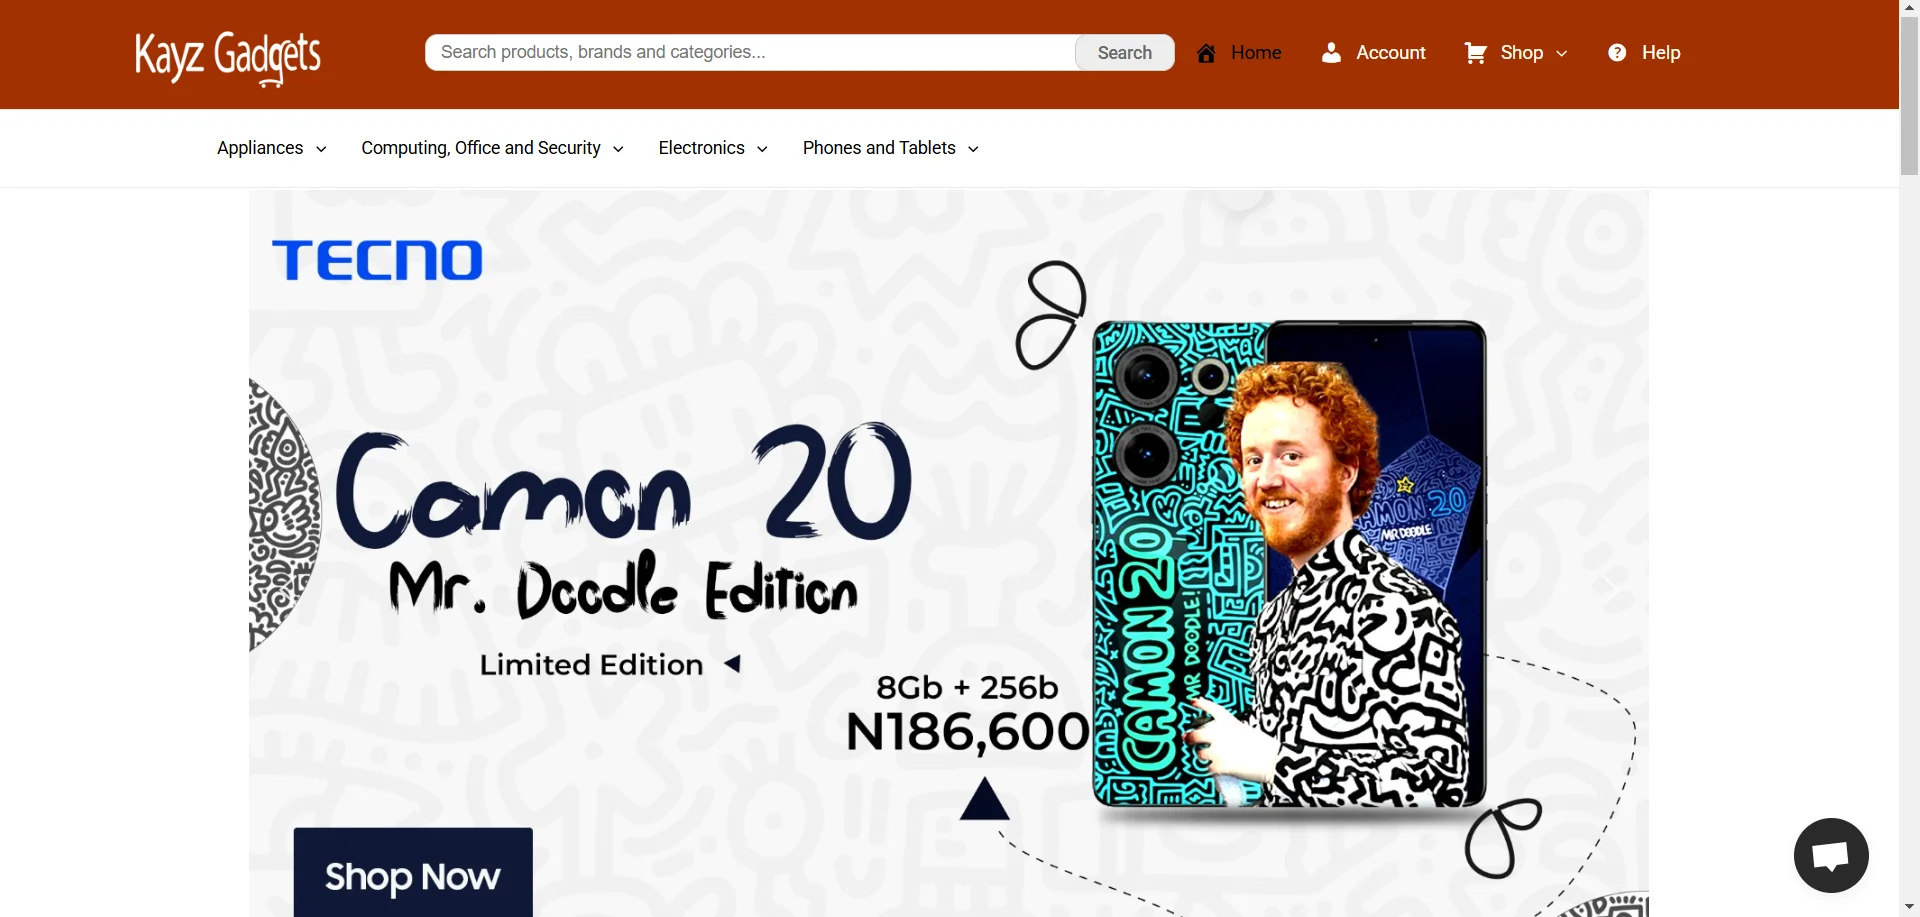 Kayz Gadgets
Search products, brands and categories...
Search
Home
Account
Shop
Help
Appliances
Computing, Office and Security
Electronics
Phones and Tablets
TECNO
Camon 20
Mr. Doodle Edition
Limited Edition
8Gb + 256b
N186,600
CAMON 20
MR DOODLE
CAMON 20
MR DOODLE
Shop Now